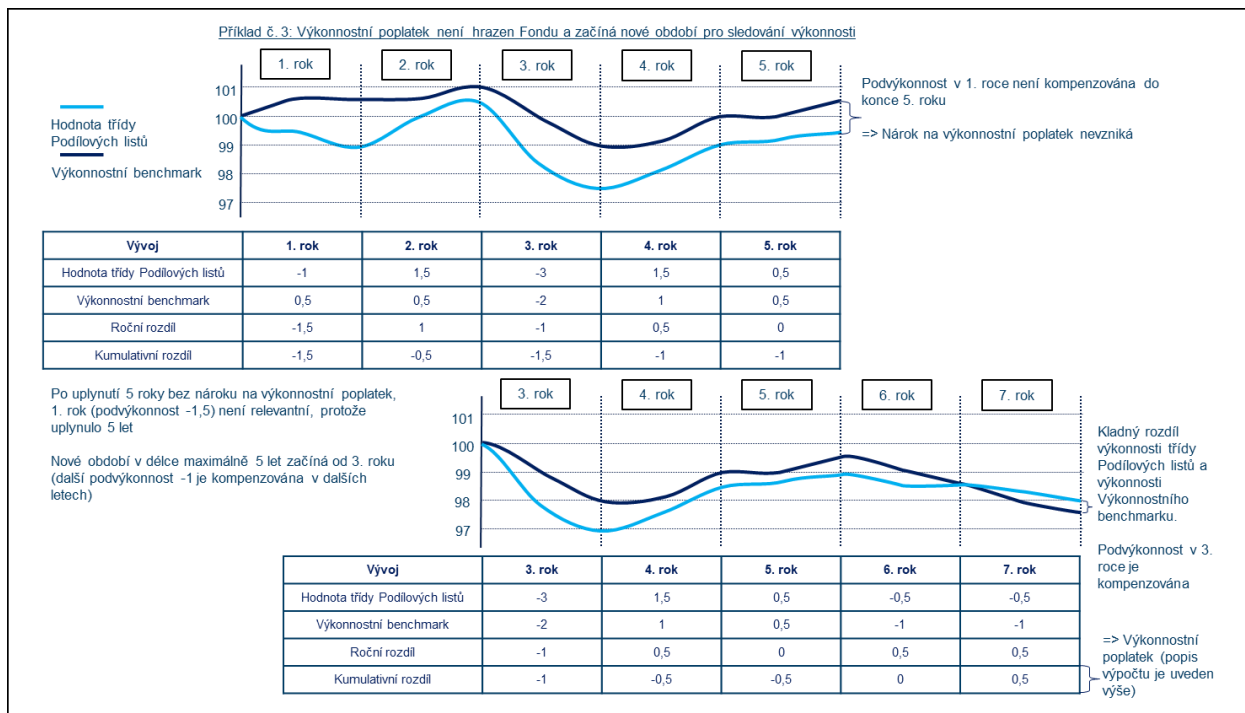 Příklad č. 3: Výkonnostní poplatek není hrazen Fondu a začíná nové období pro sledování výkonnosti
1. rok 2. rok 3. rok 4. rok 5. rok
101
100
99
98
97
Hodnota třídy
Podílových listů
Výkonnostní benchmark
Podvýkonnost v 1. roce není kompenzována do
konce 5. roku
=> Nárok na výkonnostní poplatek nevzniká
Vývoj 1. rok 2. rok 3. rok 4. rok 5. rok
Hodnota třídy Podílových listů -1 1,5 -3 1,5 0,5
Výkonnostní benchmark 0,5 0,5 -2 1 0,5
Roční rozdíl -1,5 1 -1 0,5 0
Kumulativní rozdíl -1,5 -0,5 -1,5 -1 -1
Po uplynutí 5 roky bez nároku na výkonnostní poplatek,
1. rok (podvýkonnost -1,5) není relevantní, protože
uplynulo 5 let
Nové období v délce maximálně 5 let začíná od 3. roku
(další podvýkonnost -1 je kompenzována v dalších
letech)
3. rok 4. rok 5. rok 6. rok 7. rok
101
100
99
98
97
Kladný rozdíl
výkonnosti třídy
Podílových listů a
výkonnosti
Výkonnostního
benchmarku.
Podvýkonnost v 3.
roce je
kompenzována
Vývoj 3. rok 4. rok 5. rok 6. rok 7. rok
Hodnota třídy Podílových listů -3 1,5 0,5 -0,5 -0,5
Výkonnostní benchmark -2 1 0,5 -1 -1
Roční rozdíl -1 0,5 0 0,5 0,5
Kumulativní rozdíl -1 -0,5 -0,5 0 0,5
=> Výkonnostní
poplatek (popis
výpočtu je uveden
výše)